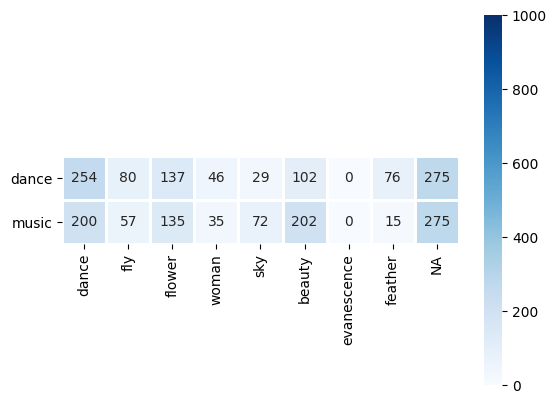 1000
800
600
400
200
0
dance 254 80 137 46 29 102 0 76 275
music 200 57 135 35 72 202 0 15 275
dance fly flower woman sky beauty evanescence feather NA